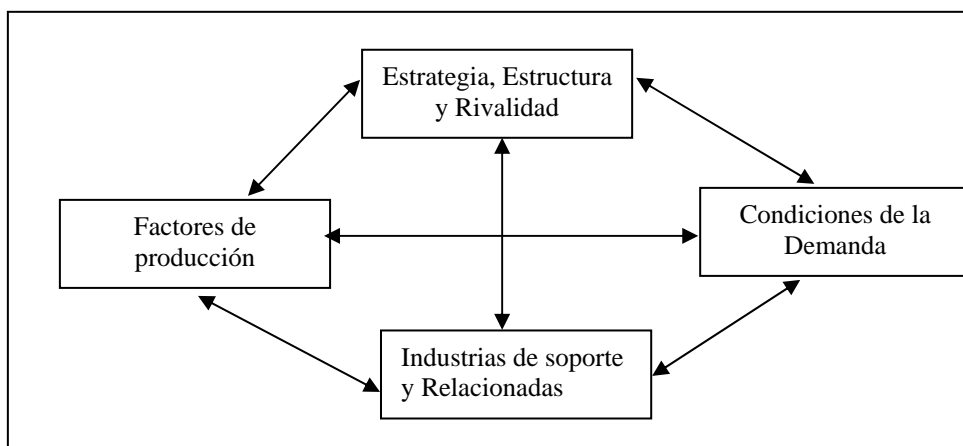 Estrategia, Estructura
y Rivalidad
Factores de
producción
Condiciones de la
Demanda
Industrias de soporte
y Relacionadas